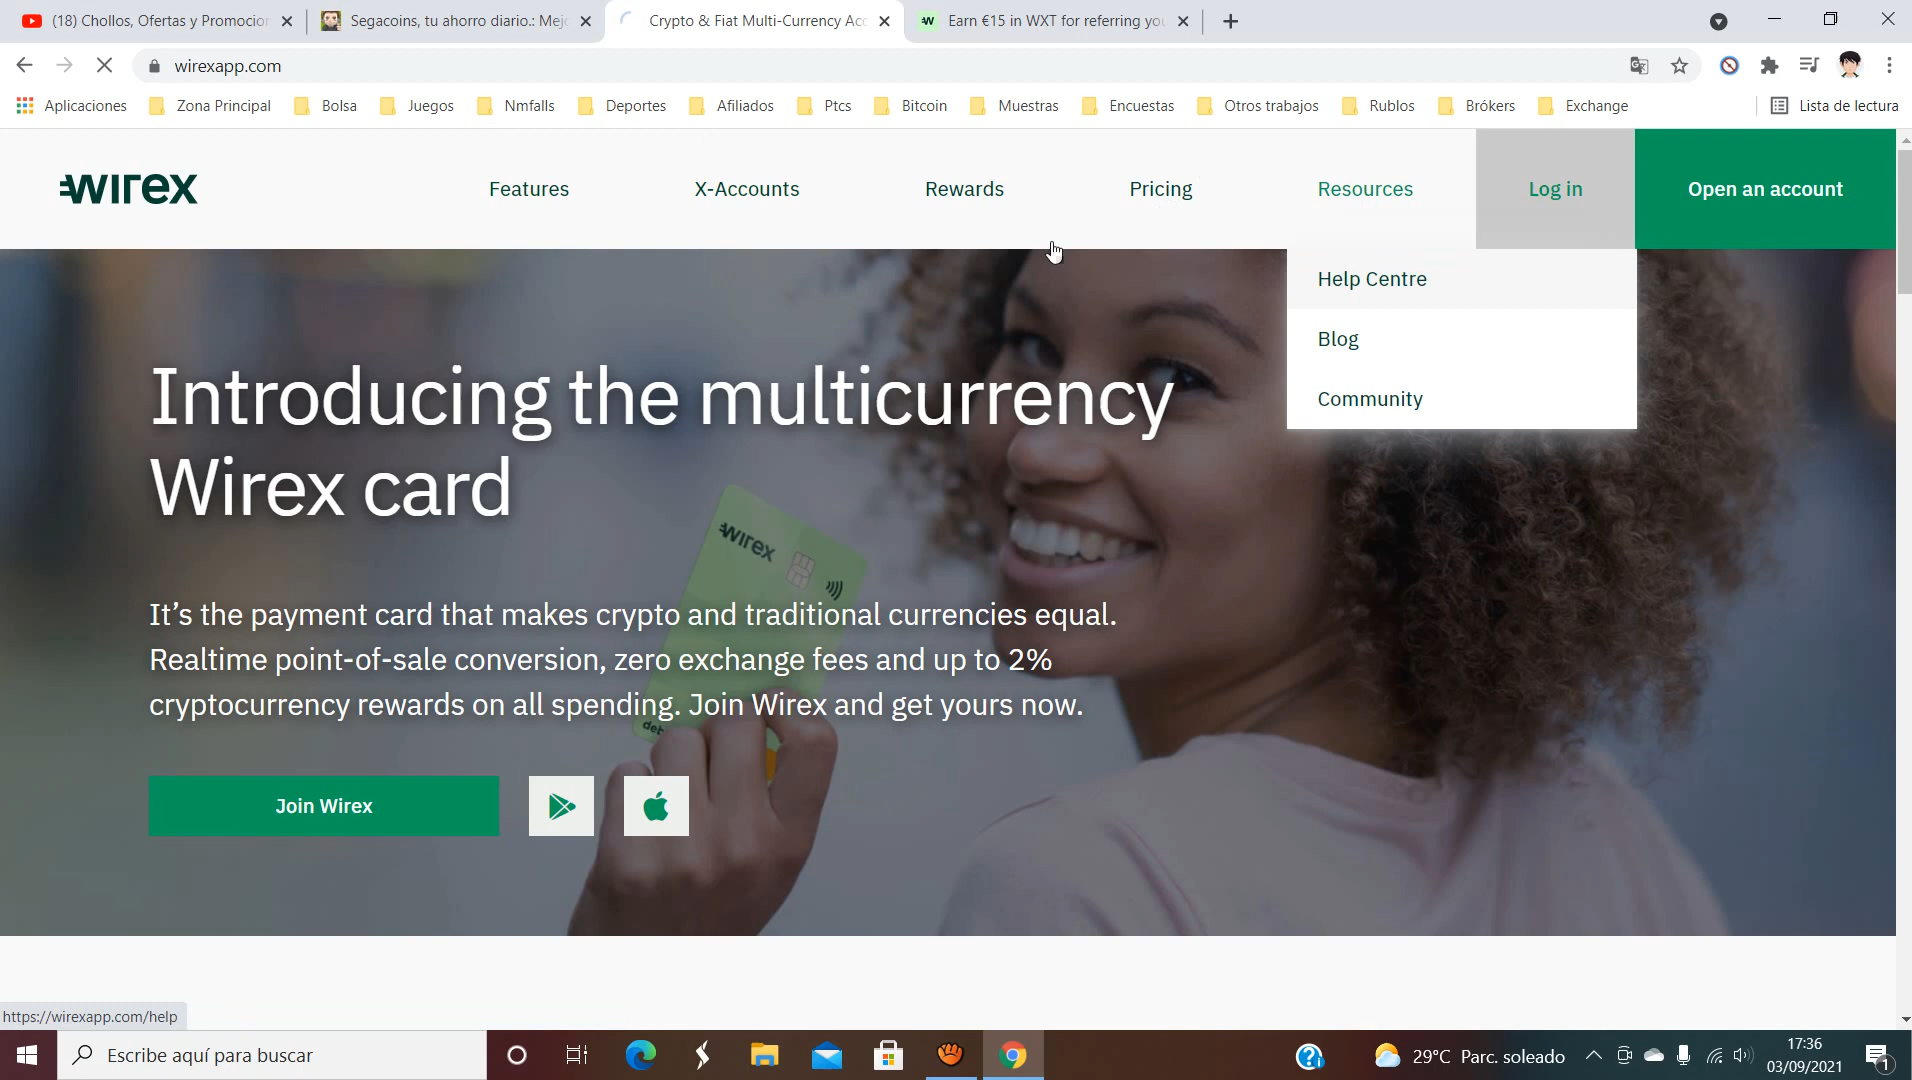 (18) Chollos, Ofertas y Promocion
Segacoins, tu ahorro diario.: Mej
Crypto & Fiat Multi-Currency Acc
Earn €15 in WXT for referring you
wirexapp.com
Aplicaciones
Zona Principal
Bolsa
Juegos
Nmfalls
Deportes
Afiliados
Ptcs
Bitcoin
Muestras
Encuestas
Otros trabajos
Rublos
Brókers
Exchange
Lista de lectura
wirex
Features
X-Accounts
Rewards
Pricing
Resources
Log in
Open an account
Help Centre
Blog
Community
Introducing the multicurrency
Wirex card
wirex
It's the payment card that makes crypto and traditional currencies equal.
Realtime point-of-sale conversion, zero exchange fees and up to 2%
cryptocurrency rewards on all spending. Join Wirex and get yours now.
Join Wirex
https://wirexapp.com/help
Escribe aquí para buscar
29°C Parc. soleado
17:36
03/09/2021
1